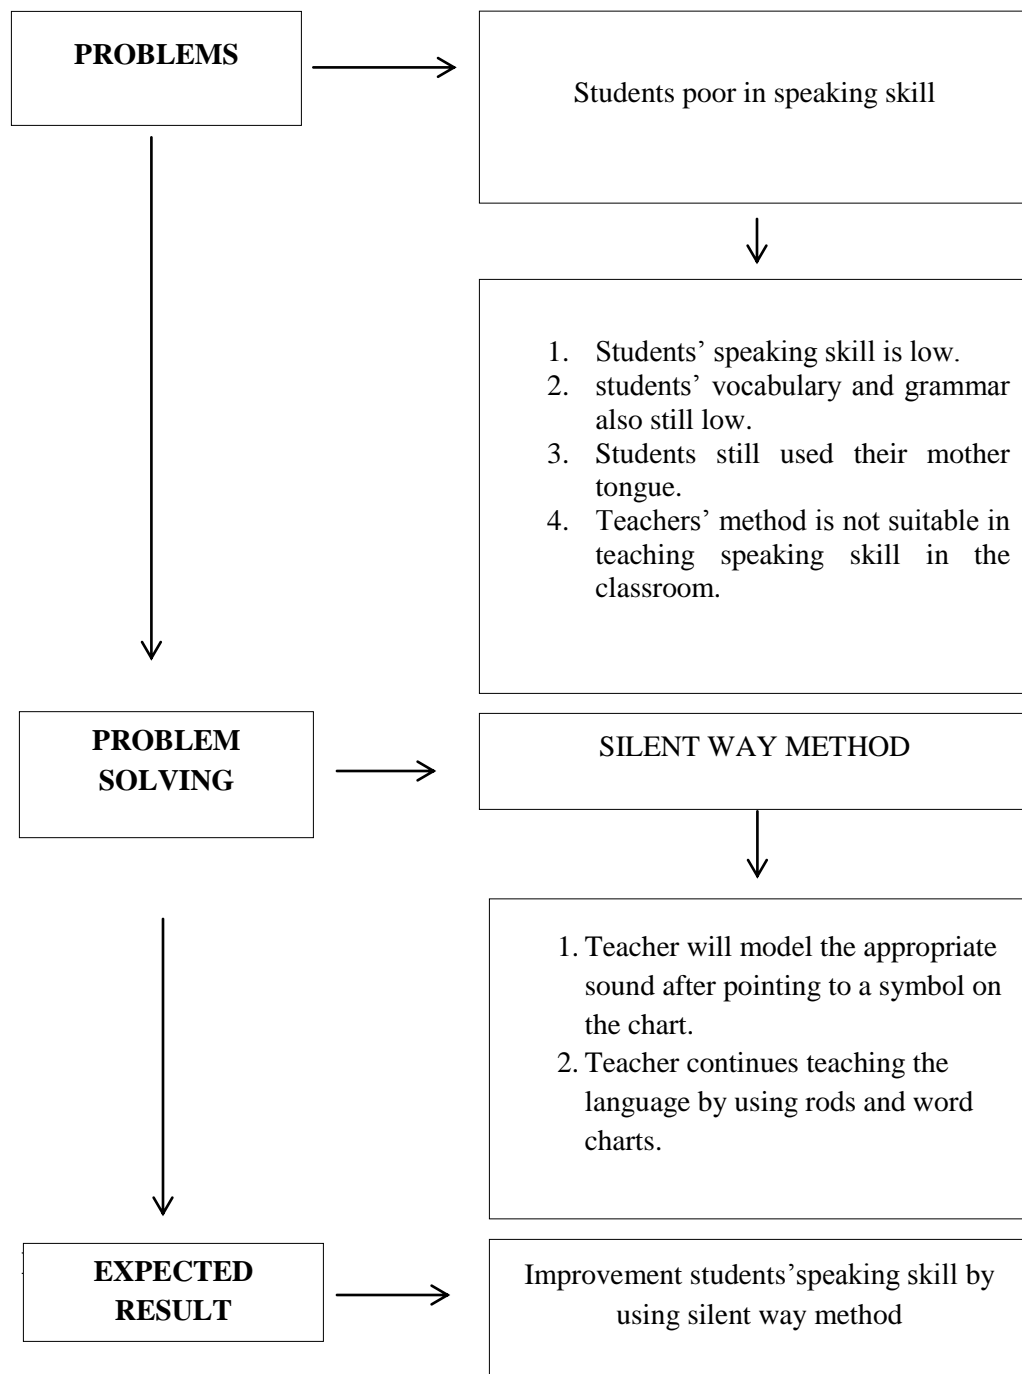 PROBLEMS
Students poor in speaking skill
1. Students’ speaking skill is low.
2. students’ vocabulary and grammar
also still low.
3. Students still used their mother
tongue.
4. Teachers’ method is not suitable in
teaching speaking skill in the
classroom.
PROBLEM
SOLVING
SILENT WAY METHOD
1. Teacher will model the appropriate
sound after pointing to a symbol on
the chart.
2. Teacher continues teaching the
language by using rods and word
charts.
EXPECTED
RESULT
Improvement students’speaking skill by
using silent way method